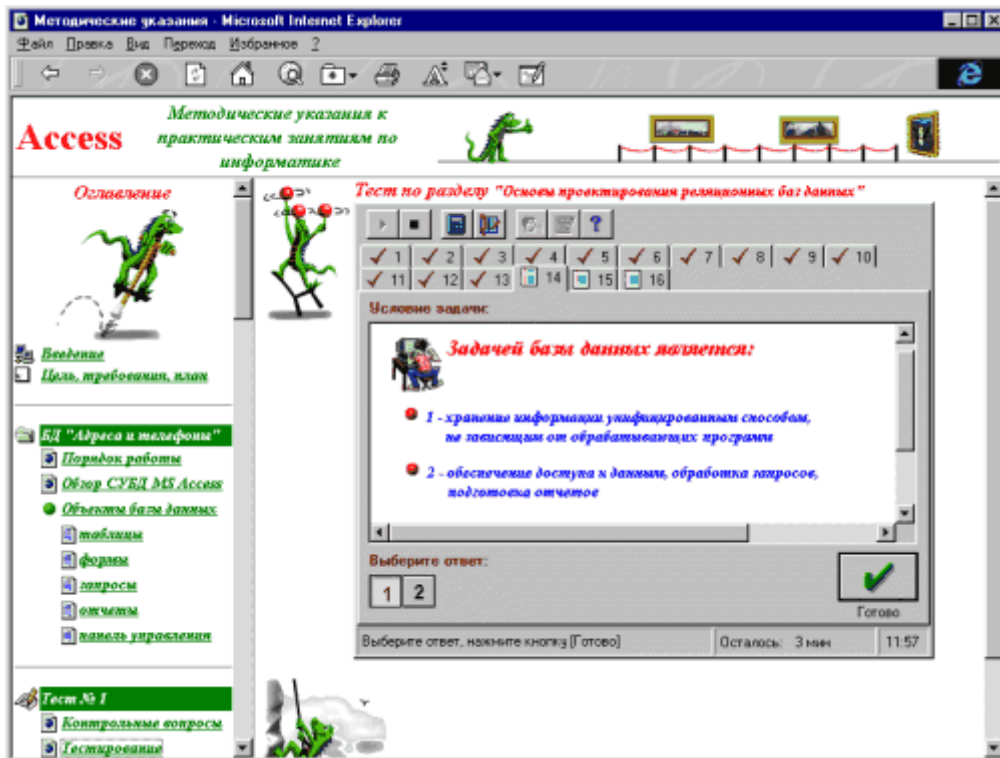 Методические указания - Microsoft Internet Explorer
Файл Правка Вид Переход Избранное ?
Access
Методические указания к
практическим занятиям по
информатике
Оглавление
Введение
Цель, требования, план
БД "Адреса и телефоны"
Порядок работы
Обзор СУБД MS Access
Объекты базы данных
таблицы
формы
запросы
отчеты
панель управления
Тест № 1
Контрольные вопросы
Тестирование
Тест по разделу "Основы проектирования реляционных баз данных"
1 2 3 4 5 6 7 8 9 10
11 12 13 14 15 16
Условие задачи:
Задачей базы данных является:
1 - хранение информации унифицированным способом,
не зависящим от обрабатывающих программ
2 - обеспечение доступа к данным, обработка запросов,
подготовка отчетов
Выберите ответ:
1 2
Готово
Выберите ответ, нажмите кнопку [Готово] Осталось: 3 мин 11:57